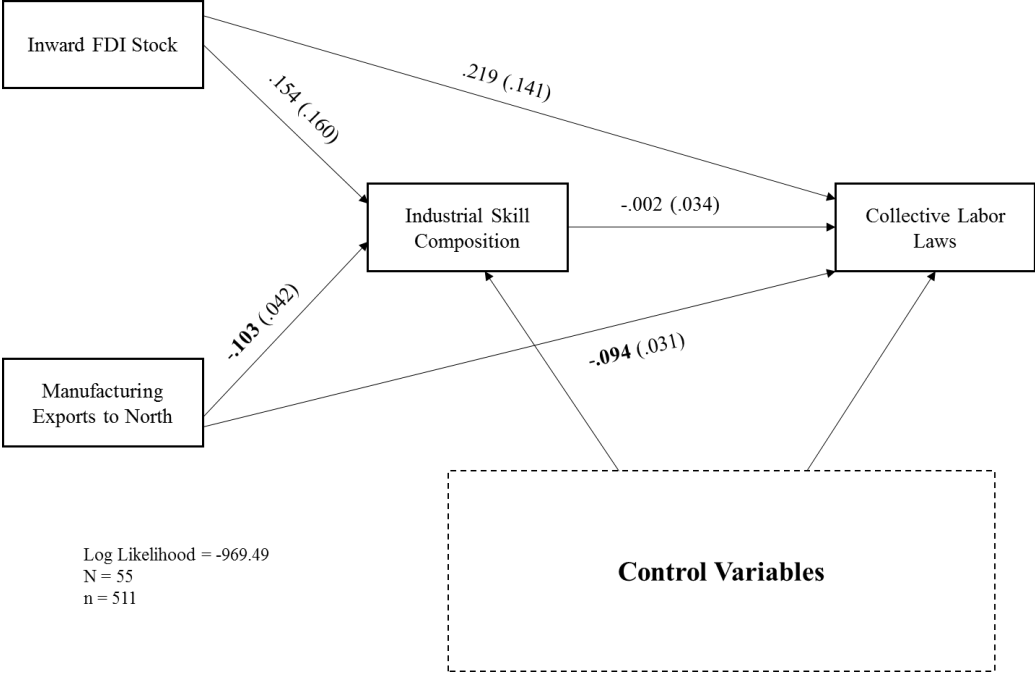 Inward FDI Stock
.219 (.141)
.154 (.160)
Industrial Skill
Composition
-.002 (.034)
Collective Labor
Laws
-.103 (.042)
-.094 (.031)
Manufacturing
Exports to North
Log Likelihood = -969.49
N = 55
n = 511
Control Variables